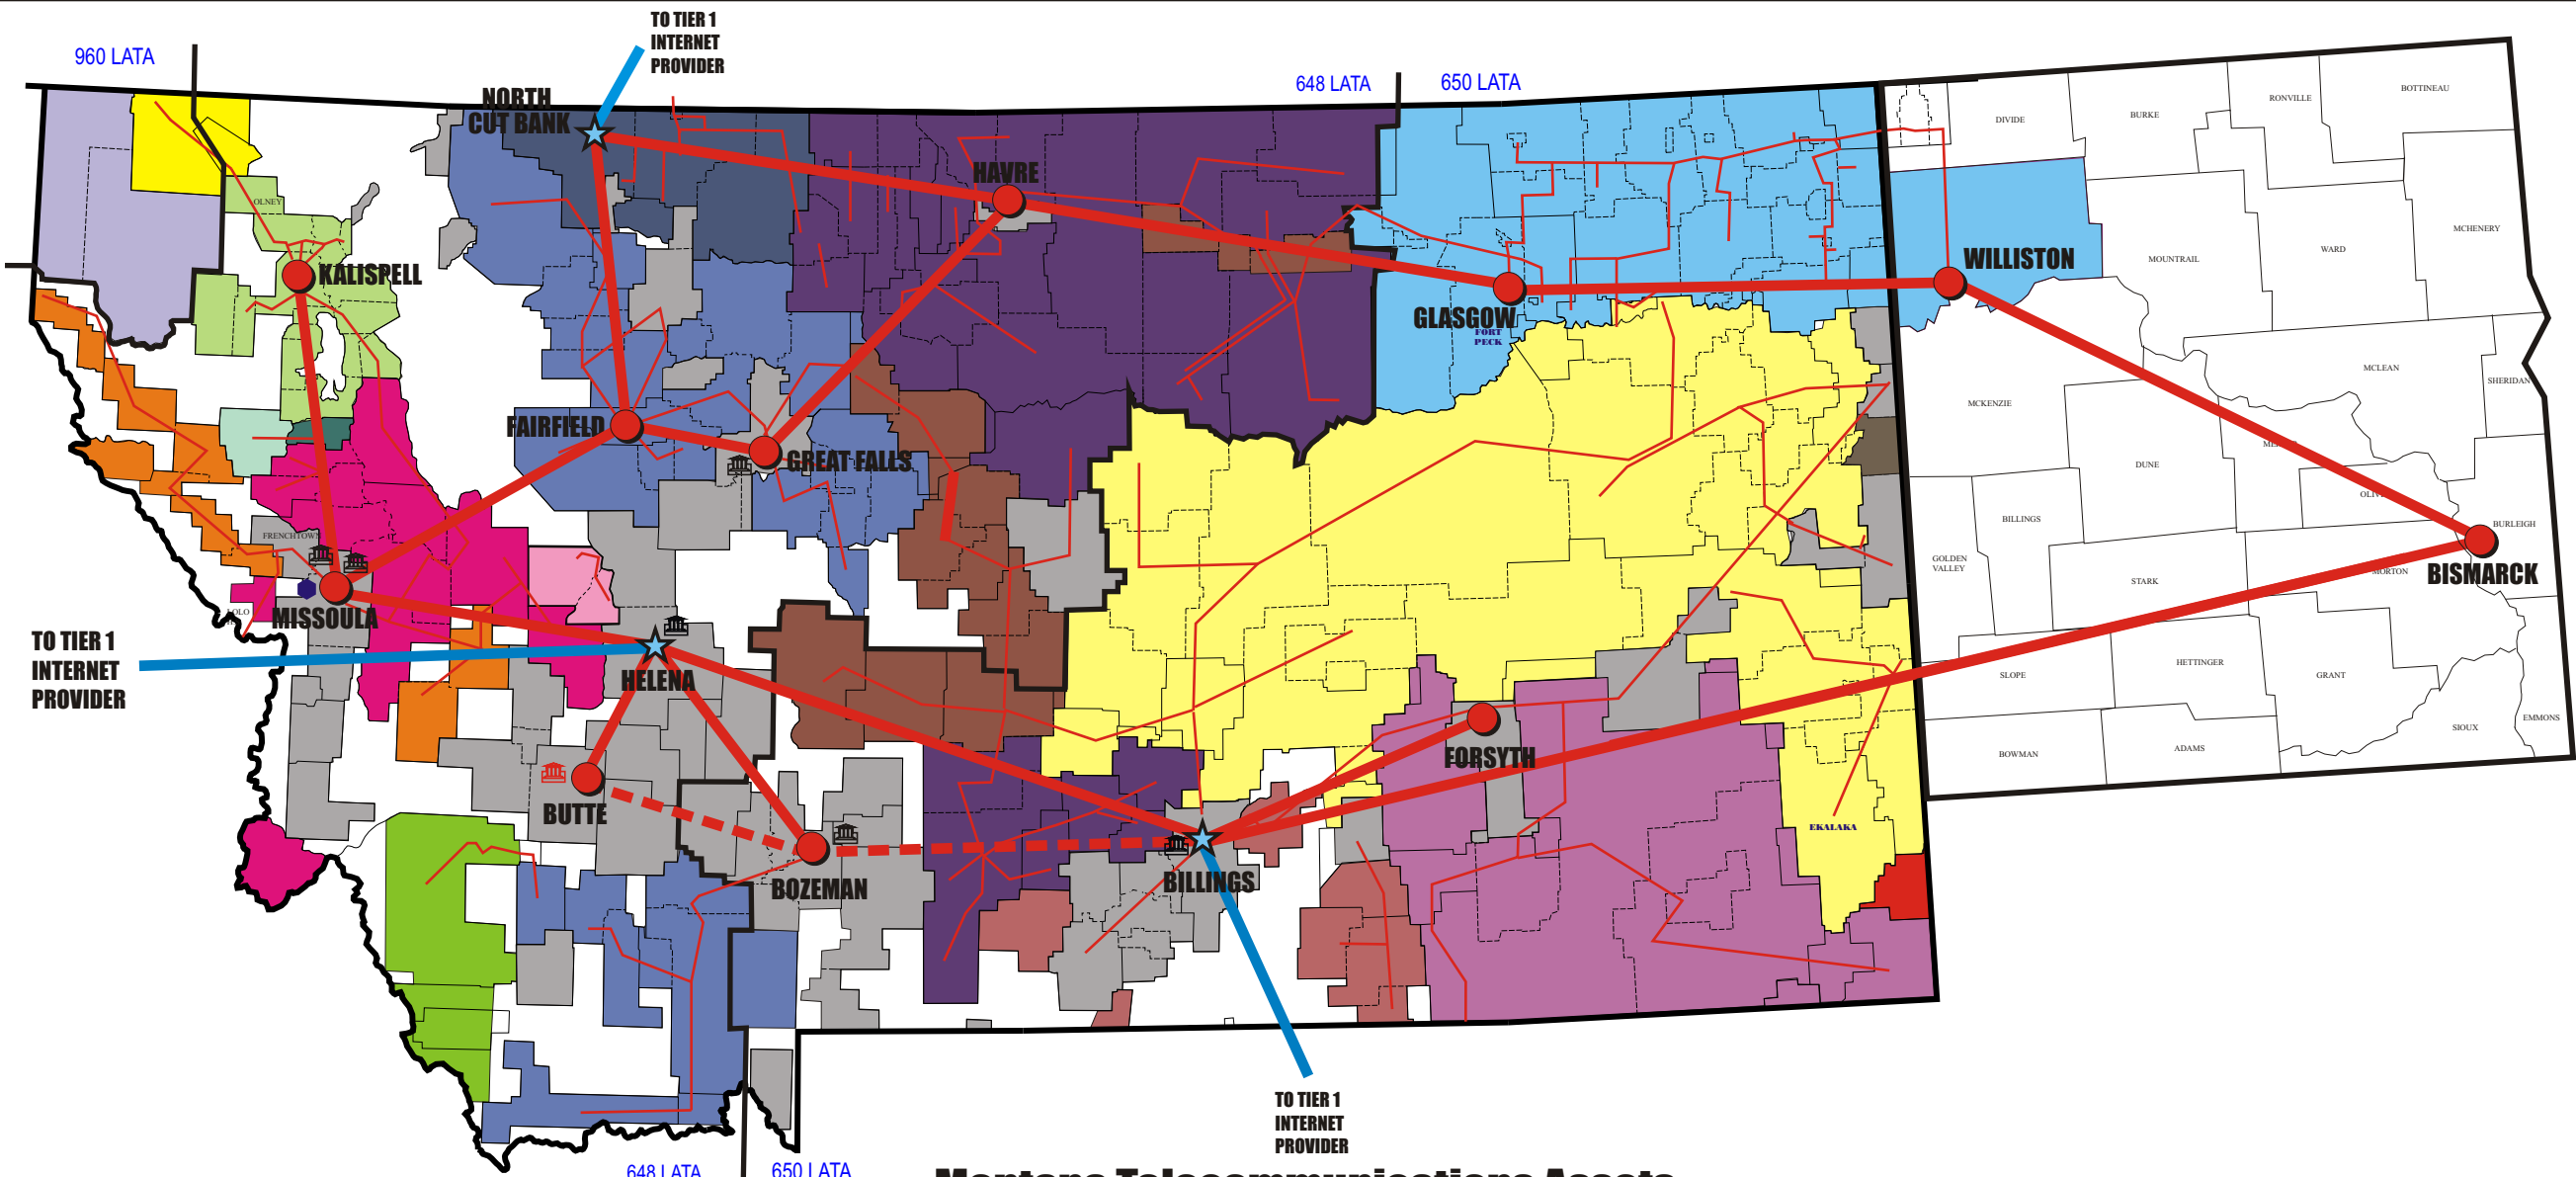 TO TIER 1
INTERNET
PROVIDER
960 LATA
648 LATA
650 LATA
NORTH
CUT BANK
HAVRE
OLNEY
KALISPELL
GLASGOW
FORT
PECK
WILLISTON
DIVIDE
BURKE
RONVILLE
BOTTINEAU
MCHENERY
WARD
MOUNTRAIL
MCLEAN
SHERIDAN
MCKENZIE
DUNE
BURLEIGH
BILLINGS
GOLDEN
VALLEY
STARK
MORTON
BISMARCK
FAIRFIELD
GREAT FALLS
FRENCHTOWN
MISSOULA
LOLO
TO TIER 1
INTERNET
PROVIDER
HELENA
BUTTE
BOZEMAN
BILLINGS
FORSYTH
EKALAKA
SLOPE
HETTINGER
GRANT
SIOUX
EMMONS
BOWMAN
ADAMS
TO TIER 1
INTERNET
PROVIDER
648 LATA
650 LATA
Montana Telecommunications Assets